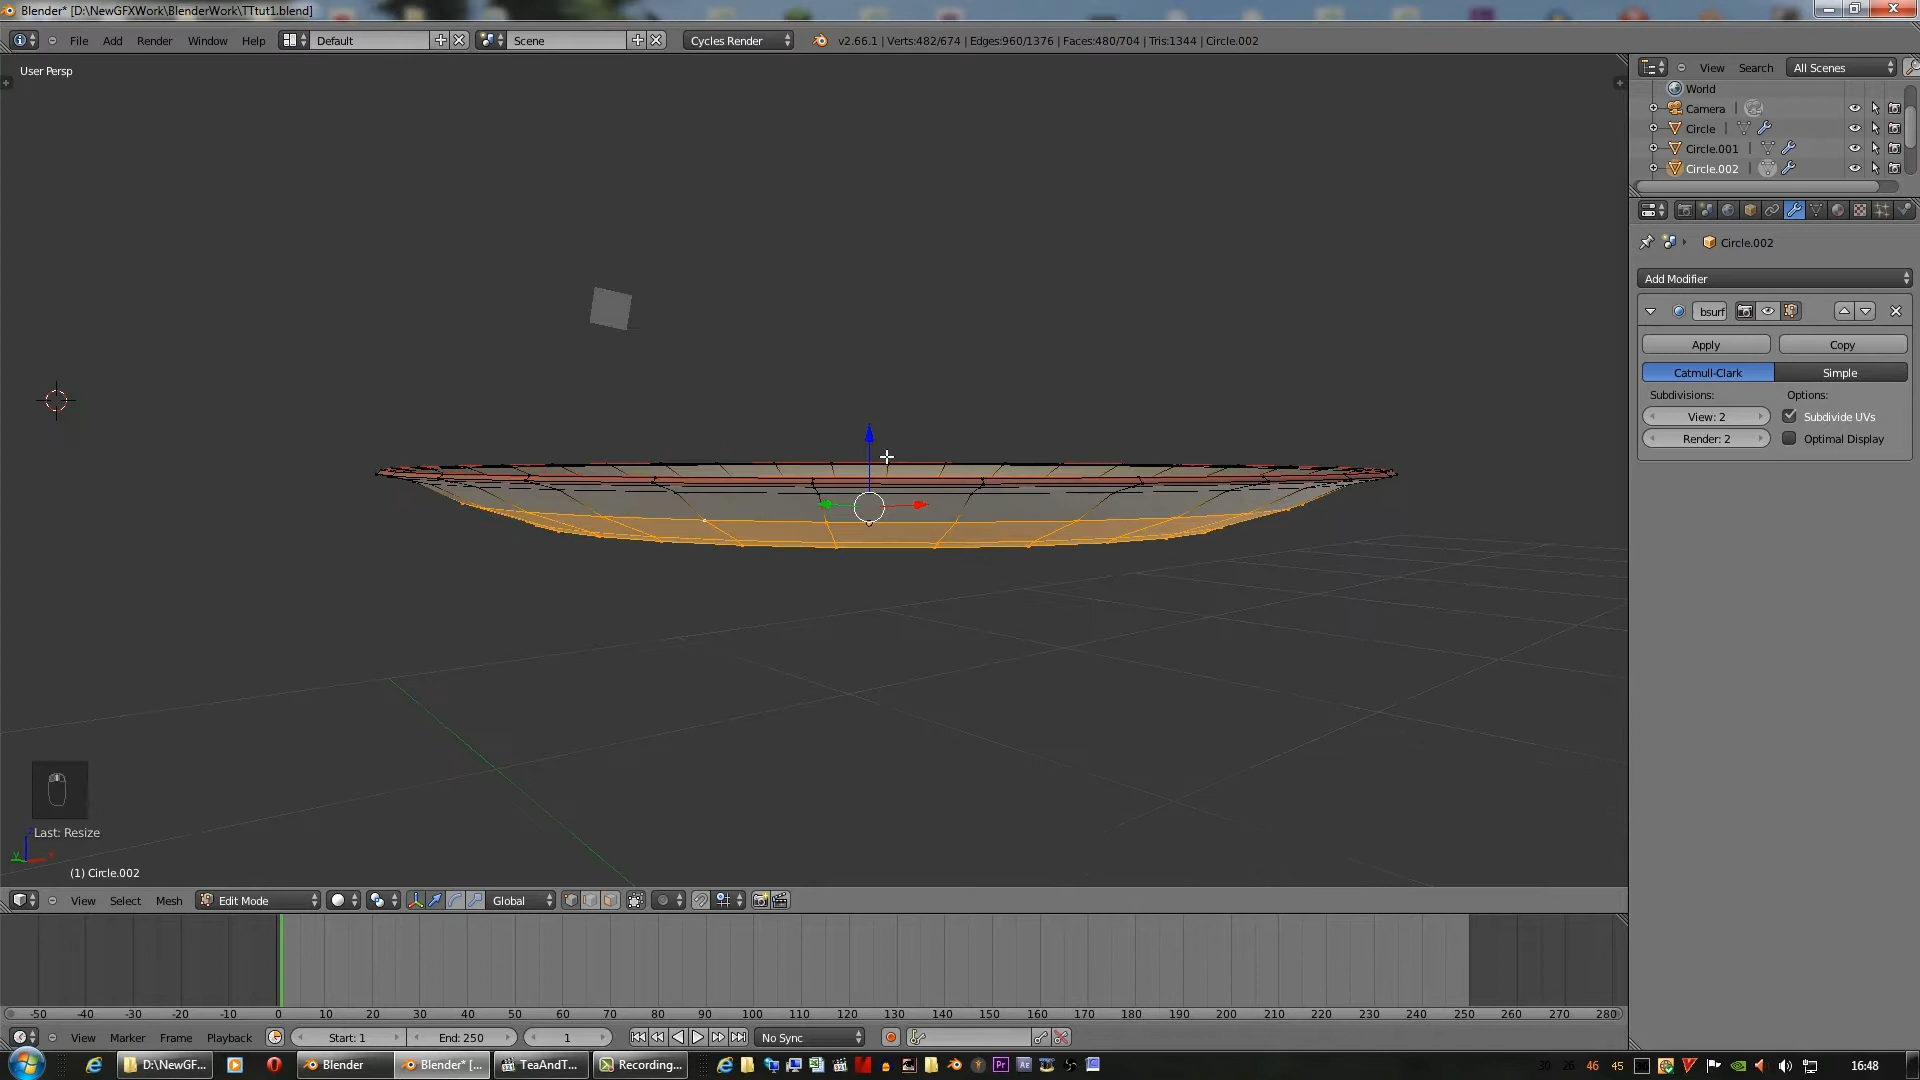 Blender* [D:\NewGFXWork\BlenderWork\TTtut1.blend]
File Add Render Window Help Default Scene Cycles Render v2.66.1 | Verts:482/674 | Edges:960/1376 | Faces:480/704 | Tris:1344 | Circle.002
User Persp
View Search All Scenes
World
Camera
Circle
Circle.001
Circle.002
Circle.002
Add Modifier
bsurf
Apply Copy
Catmull-Clark Simple
Subdivisions: Options:
View: 2 Subdivide UVs
Render: 2 Optimal Display
Last: Resize
(1) Circle.002
View Select Mesh Edit Mode Global
-50 -40 -30 -20 -10 0 10 20 30 40 50 60 70 80 90 100 110 120 130 140 150 160 170 180 190 200 210 220 230 240 250 260 270 280
View Marker Frame Playback Start: 1 End: 250 1 No Sync
D:\NewGF... Blender Blender* [... TeaAndT... Recording... Pr Ae 30 26 46 45 16:48